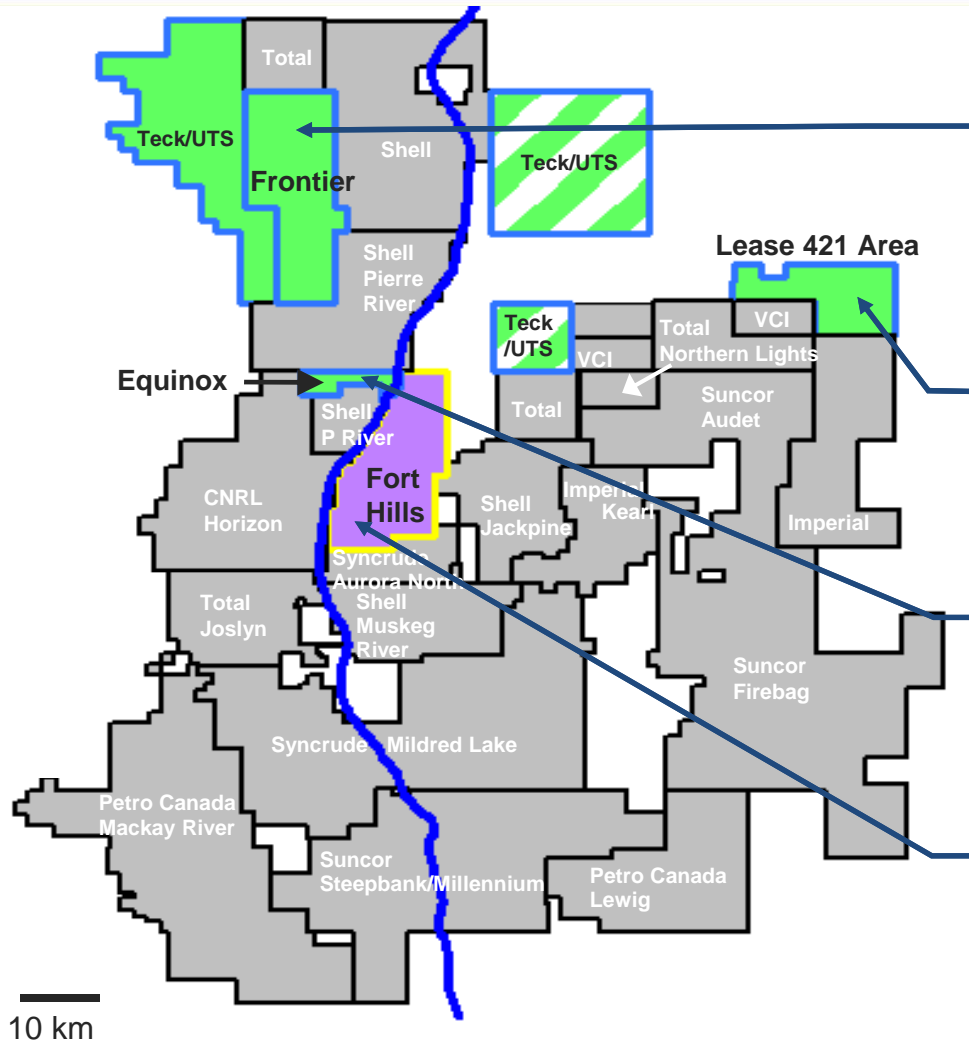 Total
Teck/UTS
Shell
Teck/UTS
Frontier
Lease 421 Area
Shell
Pierre
River
Teck
/UTS
VCI
Total
Northern Lights
VCI
Equinox
Suncor
Audet
Shell
P River
Total
Fort
Hills
CNRL
Horizon
Shell
Jackpine
Imperial
Kearl
Imperial
Syncrude
Aurora North
Total
Joslyn
Shell
Muskeg
River
Suncor
Firebag
Syncrude Mildred Lake
Petro Canada
Mackay River
Suncor
Steepbank/Millennium
Petro Canada
Lewig
10 km